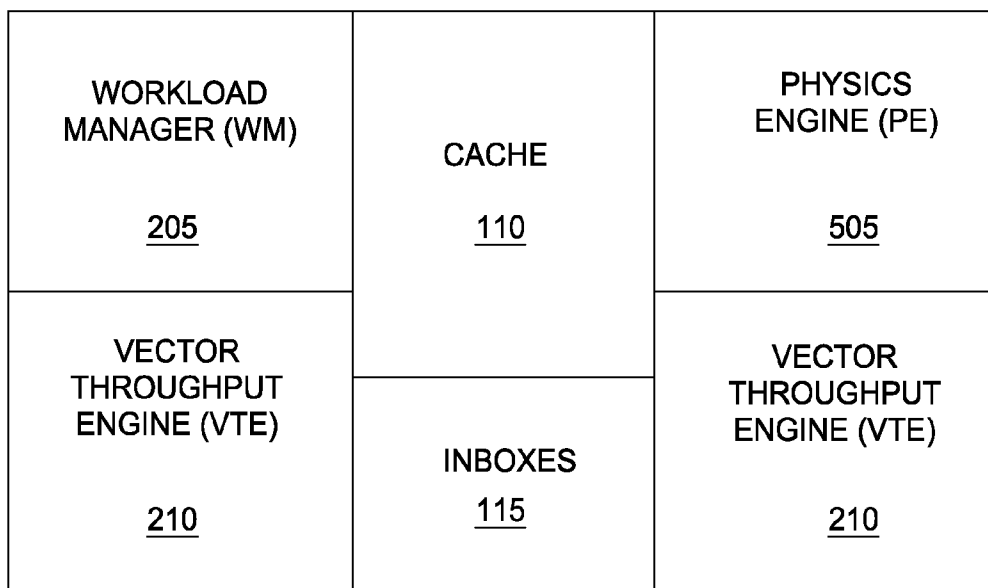 WORKLOAD
MANAGER (WM)
205
CACHE
110
PHYSICS
ENGINE (PE)
505
VECTOR
THROUGHPUT
ENGINE (VTE)
210
INBOXES
115
VECTOR
THROUGHPUT
ENGINE (VTE)
210